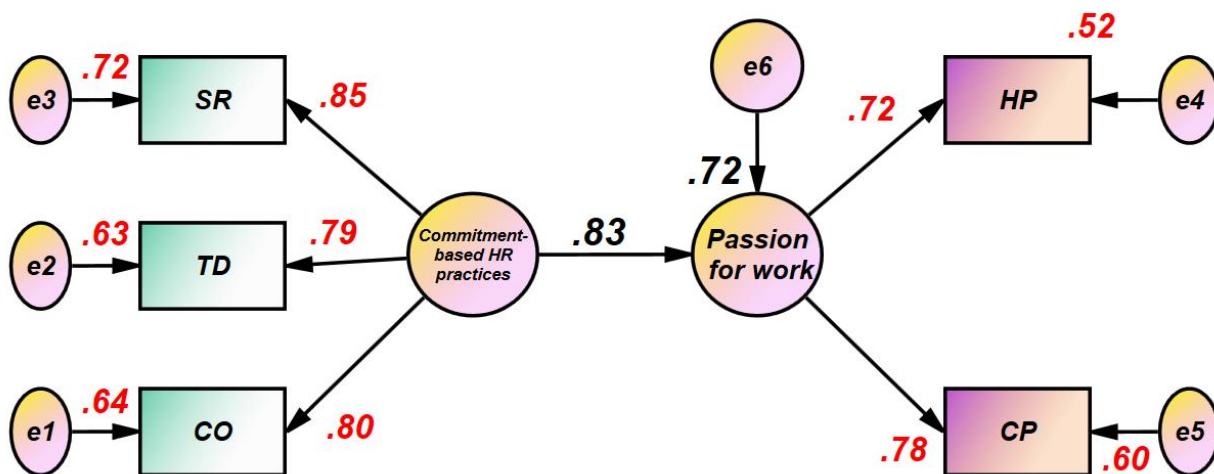 .52
e6
.72
e3
SR
.85
.72
HP
e4
.72
.63
e2
TD
.79
Commitment-
based HR
practices
.83
Passion
for work
.64
e1
CO
.80
.78
CP
.60
e5